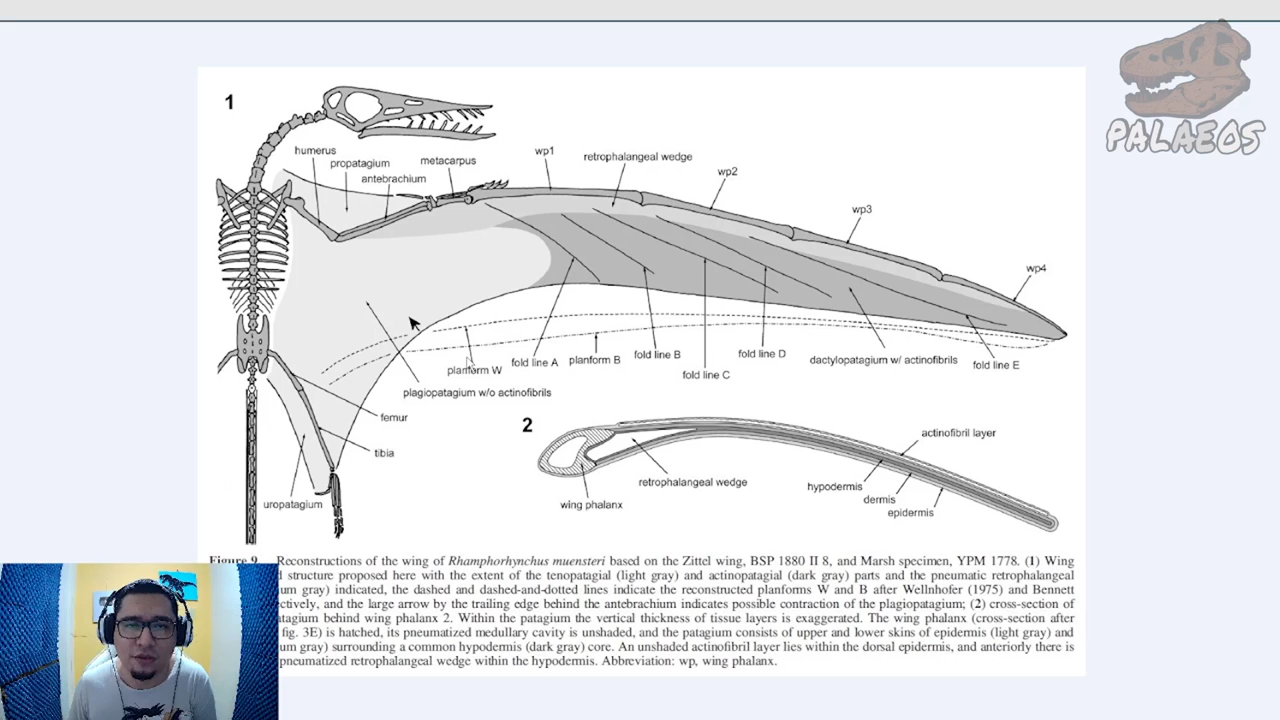 PALAEOS
1
humerus
propatagium
antebrachium
metacarpus
wp1
retrophalangeal wedge
wp2
wp3
wp4
planform W
fold line A
planform B
fold line B
fold line C
fold line D
dactylopatagium w/ actinofibrils
fold line E
plagiopatagium w/o actinofibrils
femur
tibia
uropatagium
2
actinofibril layer
retrophalangeal wedge
hypodermis
dermis
epidermis
wing phalanx
Figure 9. Reconstructions of the wing of Rhamphorhynchus muensteri based on the Zittel wing, BSP 1880 II 8, and Marsh specimen, YPM 1778. (1) Wing
structure proposed here with the extent of the tenopatagial (light gray) and actinopatagial (dark gray) parts and the pneumatic retrophalangeal
gray) indicated, the dashed and dashed-and-dotted lines indicate the reconstructed planforms W and B after Wellnhofer (1975) and Bennett
and the large arrow by the trailing edge behind the antebrachium indicates possible contraction of the plagiopatagium; (2) cross-section of
behind wing phalanx 2. Within the patagium the vertical thickness of tissue layers is exaggerated. The wing phalanx (cross-section after
fig. 3E) is hatched, its pneumatized medullary cavity is unshaded, and the patagium consists of upper and lower skins of epidermis (light gray) and
gray) surrounding a common hypodermis (dark gray) core. An unshaded actinofibril layer lies within the dorsal epidermis, and anteriorly there is
pneumatized retrophalangeal wedge within the hypodermis. Abbreviation: wp, wing phalanx.